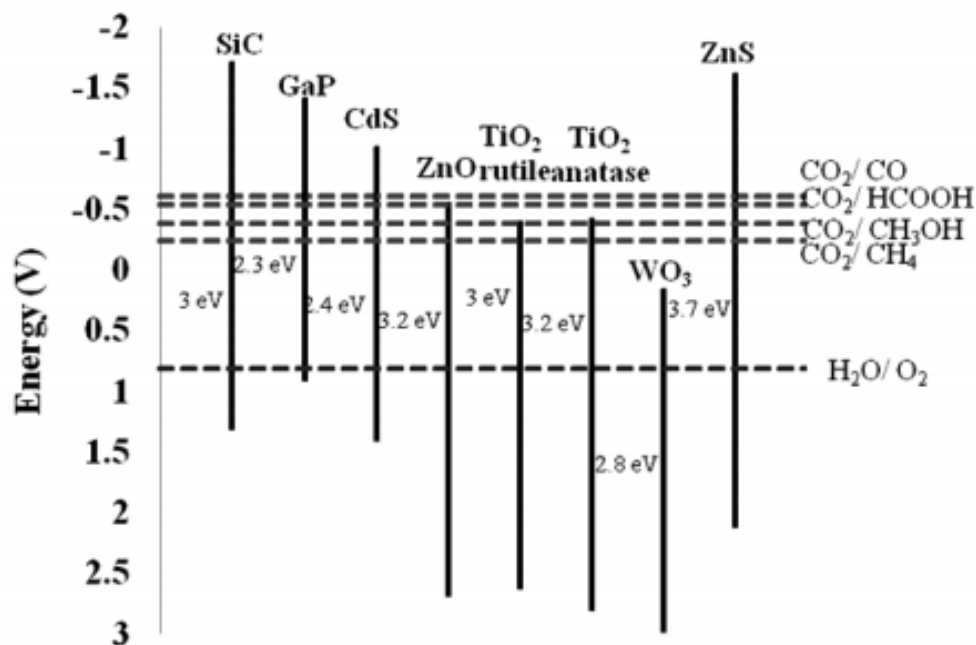 -2
-1.5
-1
-0.5
0
0.5
1
1.5
2
2.5
3
Energy (V)
SiC
GaP
CdS
ZnO
TiO₂
rutile
TiO₂
anatase
WO₃
ZnS
3 eV
2.3 eV
2.4 eV
3.2 eV
3 eV
3.2 eV
2.8 eV
3.7 eV
CO₂/ CO
CO₂/ HCOOH
CO₂/ CH₃OH
CO₂/ CH₄
H₂O/ O₂